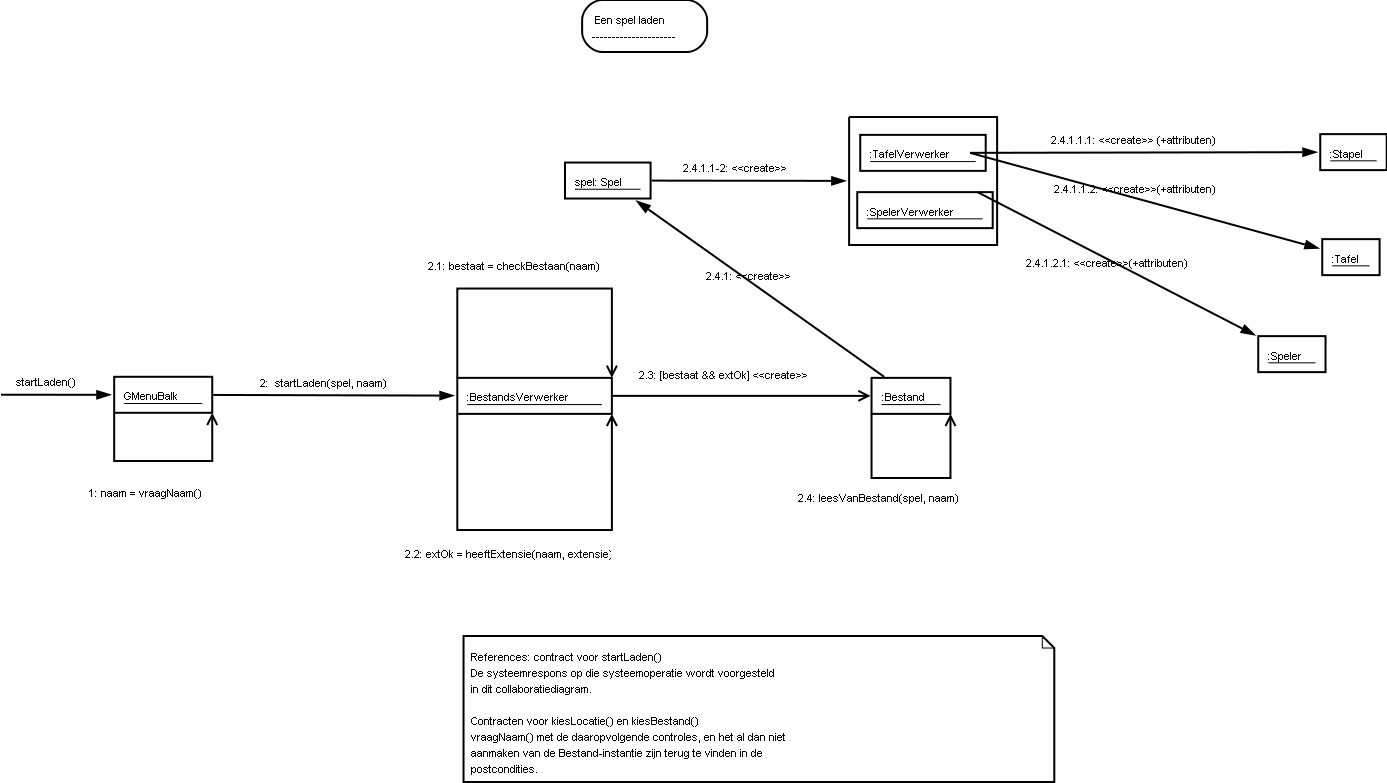 Een spel laden
---------------------
2.4.1.1.1: <<create>> (+attributen)
:TafelVerwerker
:Stapel
2.4.1.1-2: <<create>>
spel: Spel
2.4.1.1.2: <<create>>(+attributen)
:SpelerVerwerker
:Tafel
2.4.1.2.1: <<create>>(+attributen)
2.1: bestaat = checkBestaan(naam)
2.4.1: <<create>>
:Speler
startLaden()
2: startLaden(spel, naam)
2.3: [bestaat && extOk] <<create>>
GMenuBalk
:BestandsVerwerker
:Bestand
1: naam = vraagNaam()
2.4: leesVanBestand(spel, naam)
2.2: extOk = heeftExtensie(naam, extensie)
References: contract voor startLaden()
De systeemrespons op die systeemoperatie wordt voorgesteld
in dit collaboratiediagram.
Contracten voor kiesLocatie() en kiesBestand()
vraagNaam() met de daaropvolgende controles, en het al dan niet
aanmaken van de Bestand-instantie zijn terug te vinden in de
postcondities.